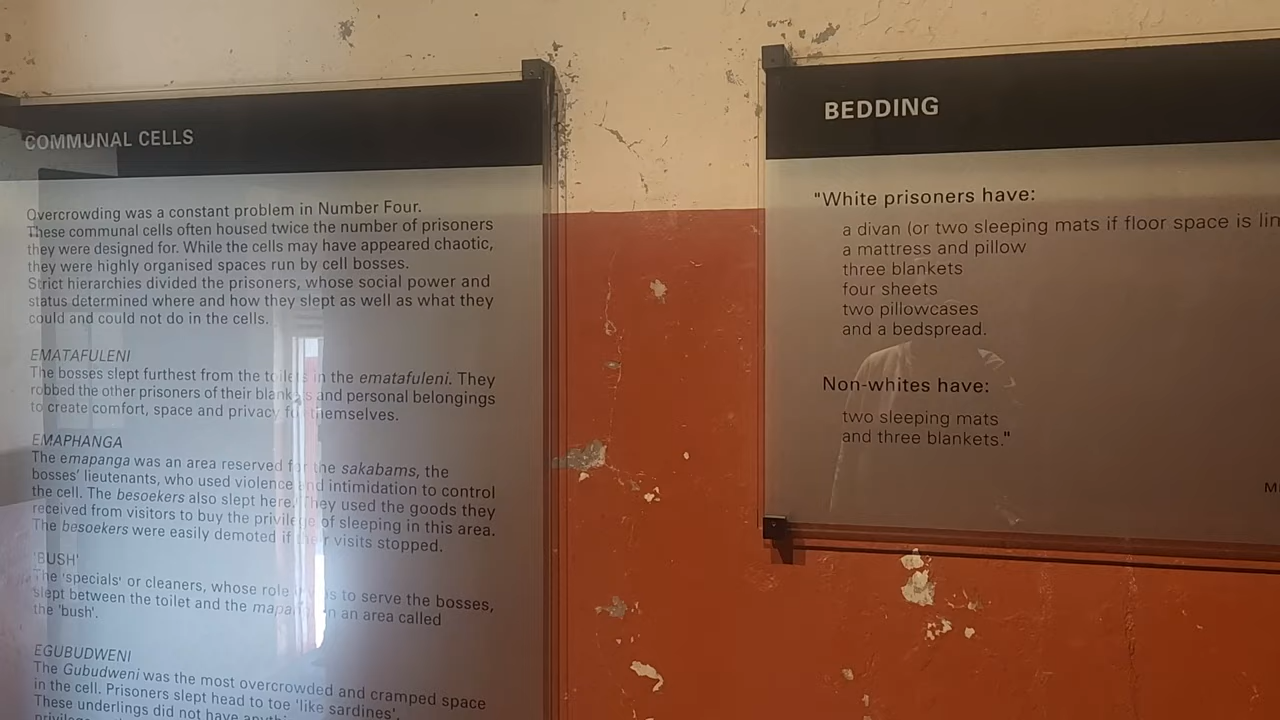 COMMUNAL CELLS
Overcrowding was a constant problem in Number Four.
These communal cells often housed twice the number of prisoners
they were designed for. While the cells may have appeared chaotic,
they were highly organised spaces run by cell bosses.
Strict hierarchies divided the prisoners, whose social power and
status determined where and how they slept as well as what they
could and could not do in the cells.
EMATAFULENI
The bosses slept furthest from the toilets in the ematafuleni. They
robbed the other prisoners of their blankets and personal belongings
to create comfort, space and privacy for themselves.
EMAPHANGA
The emapanga was an area reserved for the sakabams, the
bosses' lieutenants, who used violence and intimidation to control
the cell. The besoekers also slept here. They used the goods they
received from visitors to buy the privilege of sleeping in this area.
The besoekers were easily demoted if their visits stopped.
'BUSH'
The 'specials' or cleaners, whose role it was to serve the bosses,
slept between the toilet and the in an area called
the 'bush'.
EGUBUDWENI
The Gubudweni was the most overcrowded and cramped space
in the cell. Prisoners slept head to toe 'like sardines'.
These underlings did not have
BEDDING
"White prisoners have:
a divan (or two sleeping mats if floor space is
a mattress and pillow
three blankets
four sheets
two pillowcases
and a bedspread.
Non-whites have:
two sleeping mats
and three blankets."